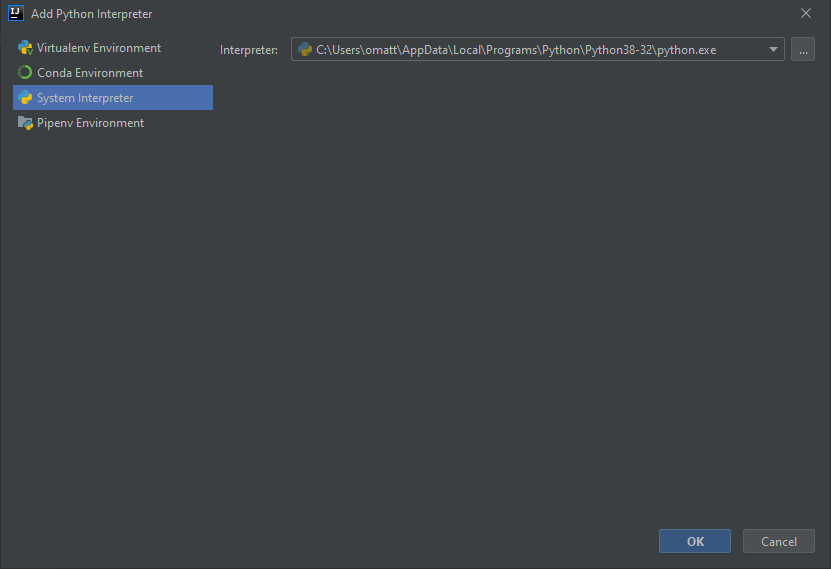 IJ Add Python Interpreter
Virtualenv Environment
Interpreter: C:\Users\omatt\AppData\Local\Programs\Python\Python38-32\python.exe ...
Conda Environment
System Interpreter
Pipenv Environment
OK Cancel